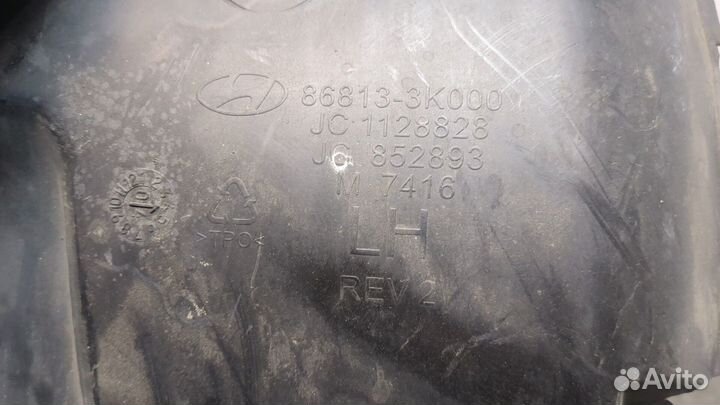 86813-3K000
JC 1128828
JC 852893
M 7416
LH
REV 2
>TPO<
Avito